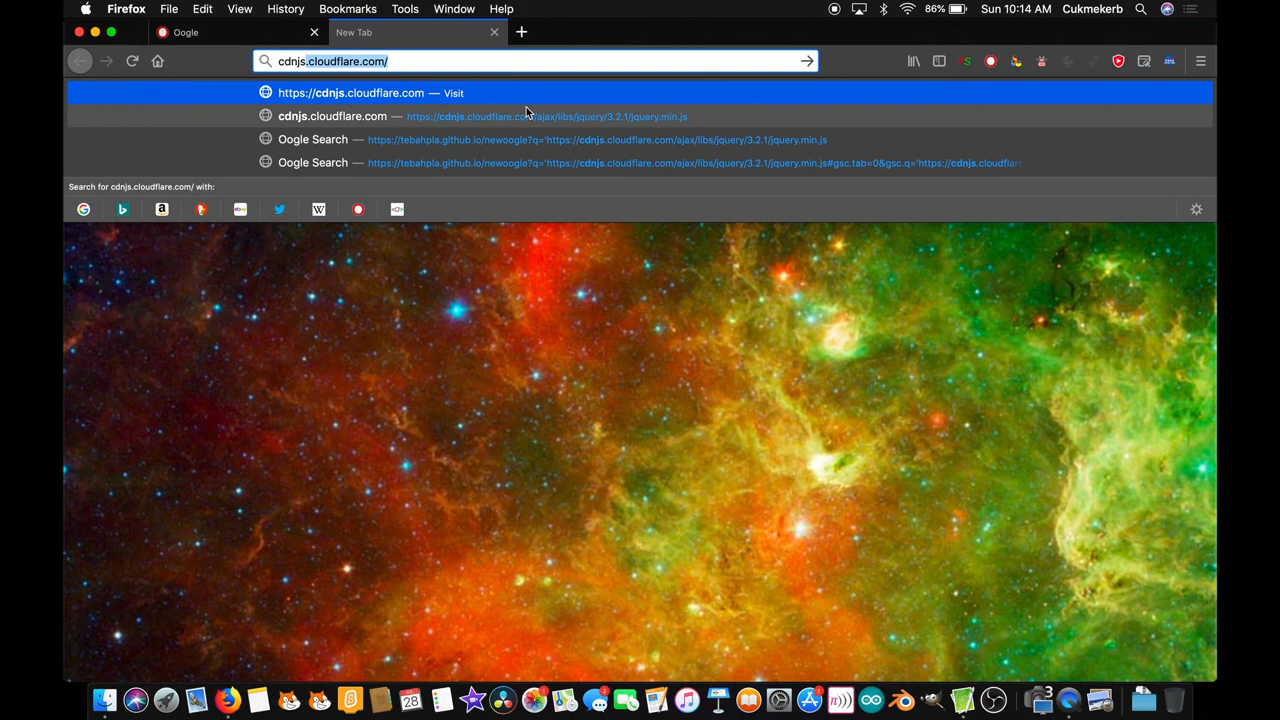 Firefox File Edit View History Bookmarks Tools Window Help 86% Sun 10:14 AM Cukmekerb
Oogle New Tab
cdnjs.cloudflare.com/
https://cdnjs.cloudflare.com — Visit
cdnjs.cloudflare.com — https://cdnjs.cloudflare.com/ajax/libs/jquery/3.2.1/jquery.min.js
Oogle Search — https://tebahpla.github.io/newoogle?q='https://cdnjs.cloudflare.com/ajax/libs/jquery/3.2.1/jquery.min.js
Oogle Search — https://tebahpla.github.io/newoogle?q='https://cdnjs.cloudflare.com/ajax/libs/jquery/3.2.1/jquery.min.js#gsc.tab=0&gsc.q='https://cdnjs.cloudflare
Search for cdnjs.cloudflare.com/ with: